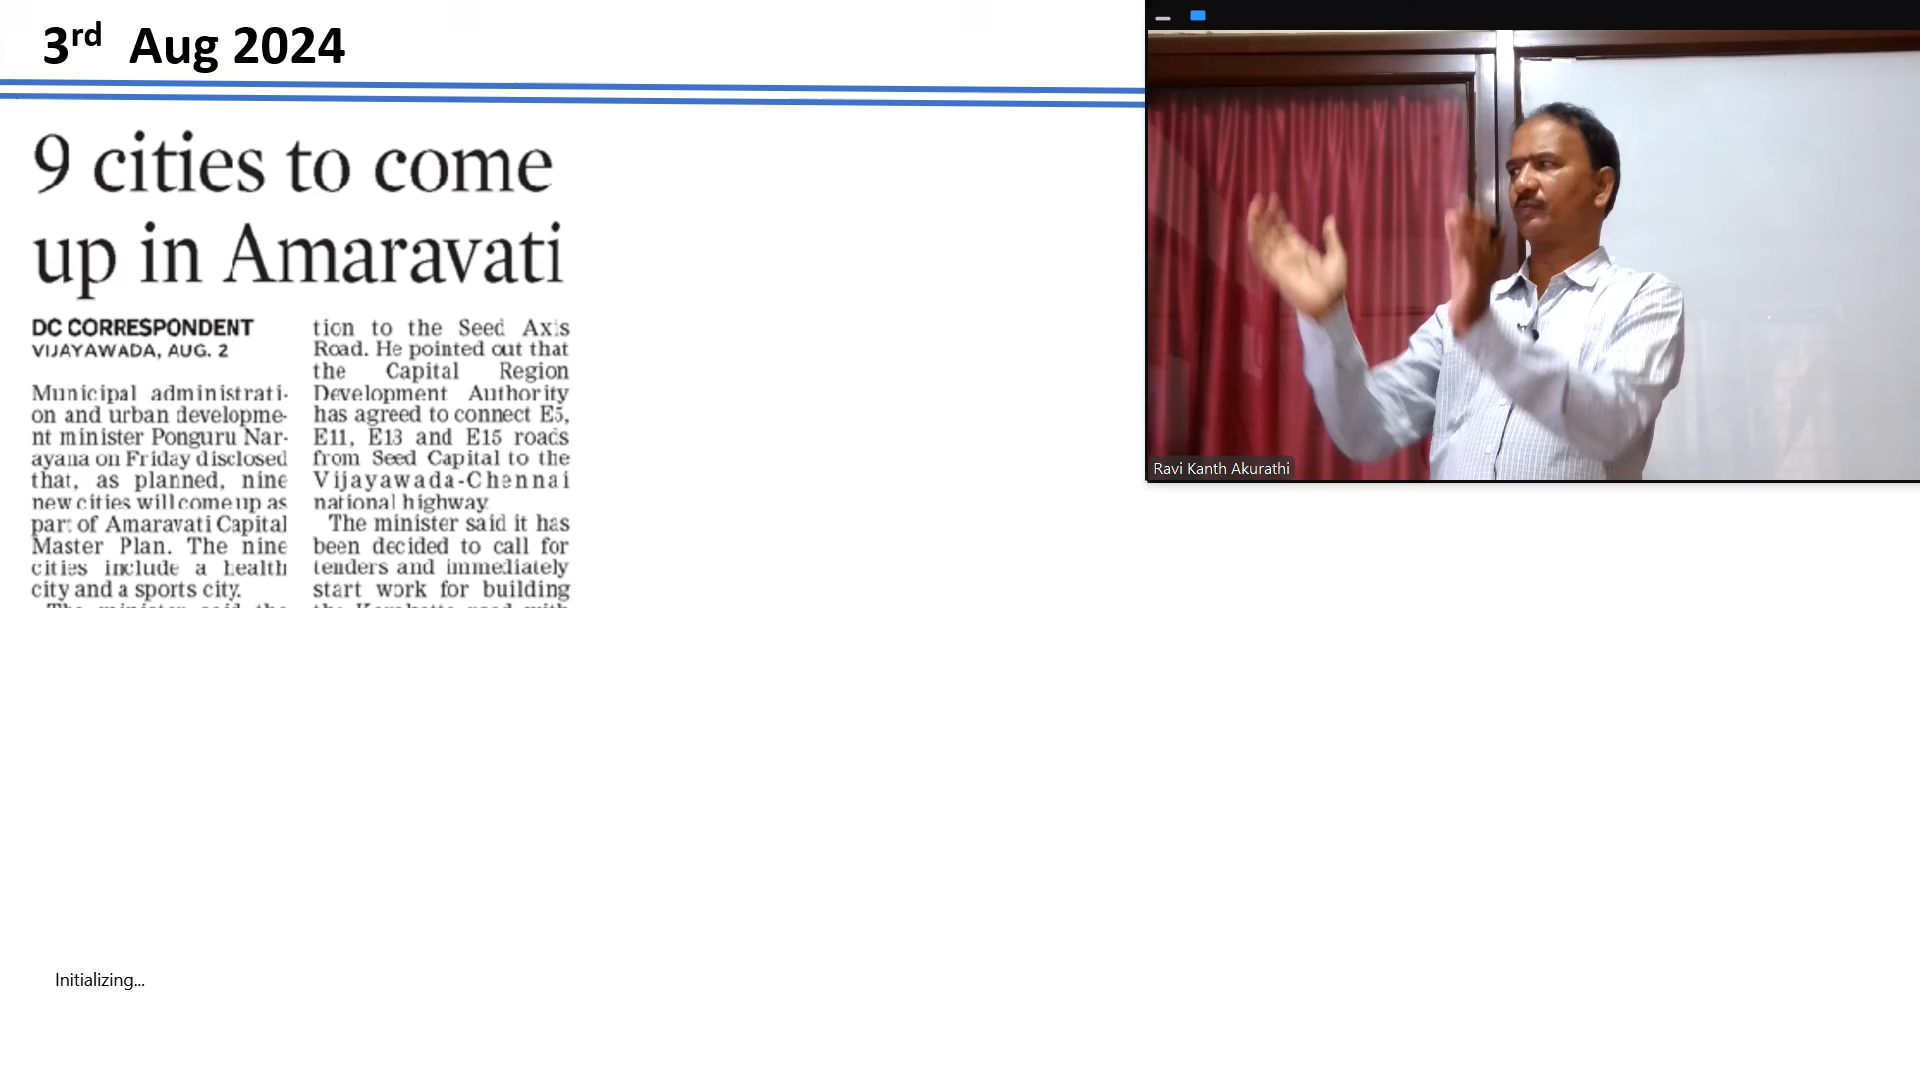 3rd Aug 2024
9 cities to come
up in Amaravati
DC CORRESPONDENT
VIJAYAWADA, AUG. 2
Municipal administrati-
on and urban developme-
nt minister Ponguru Nar-
ayana on Friday disclosed
that, as planned, nine
new cities will come up as
part of Amaravati Capital
Master Plan. The nine
cities include a health
city and a sports city.
tion to the Seed Axis
Road. He pointed out that
the Capital Region
Development Authority
has agreed to connect E5,
E11, E13 and E15 roads
from Seed Capital to the
Vijayawada-Chennai
national highway.
The minister said it has
been decided to call for
tenders and immediately
start work for building
Ravi Kanth Akurathi
Initializing...